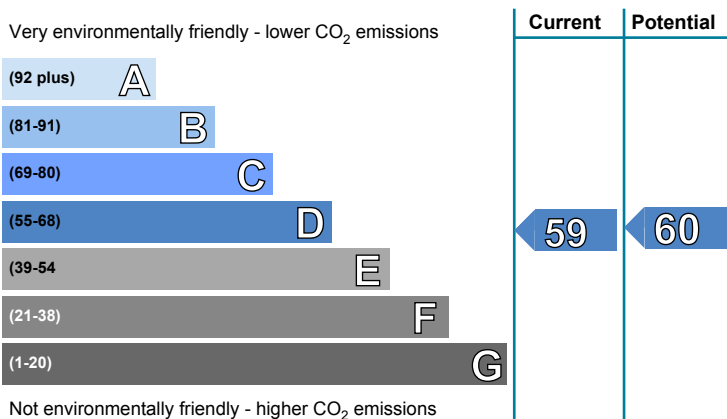 Current Potential
Very environmentally friendly - lower CO2 emissions
(92 plus) A
(81-91) B
(69-80) C
(55-68) D
59 60
(39-54 E
(21-38) F
(1-20) G
Not environmentally friendly - higher CO2 emissions